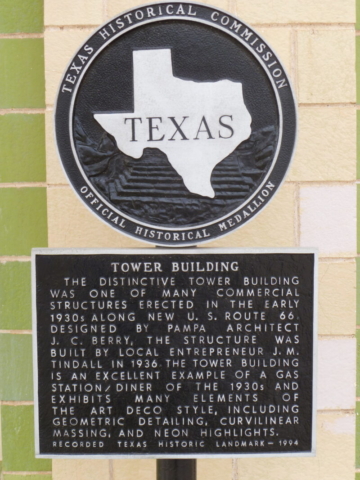 TEXAS HISTORICAL COMMISSION
TEXAS
OFFICIAL HISTORICAL MEDALLION
TOWER BUILDING
THE DISTINCTIVE TOWER BUILDING
WAS ONE OF MANY COMMERCIAL
STRUCTURES ERECTED IN THE EARLY
1930s ALONG NEW U. S. ROUTE 66.
DESIGNED BY PAMPA ARCHITECT
J. C. BERRY, THE STRUCTURE WAS
BUILT BY LOCAL ENTREPRENEUR J. M.
TINDALL IN 1936. THE TOWER BUILDING
IS AN EXCELLENT EXAMPLE OF A GAS
STATION/DINER OF THE 1930s AND
EXHIBITS MANY ELEMENTS OF
THE ART DECO STYLE, INCLUDING
GEOMETRIC DETAILING, CURVILINEAR
MASSING, AND NEON HIGHLIGHTS.
RECORDED TEXAS HISTORIC LANDMARK - 1994